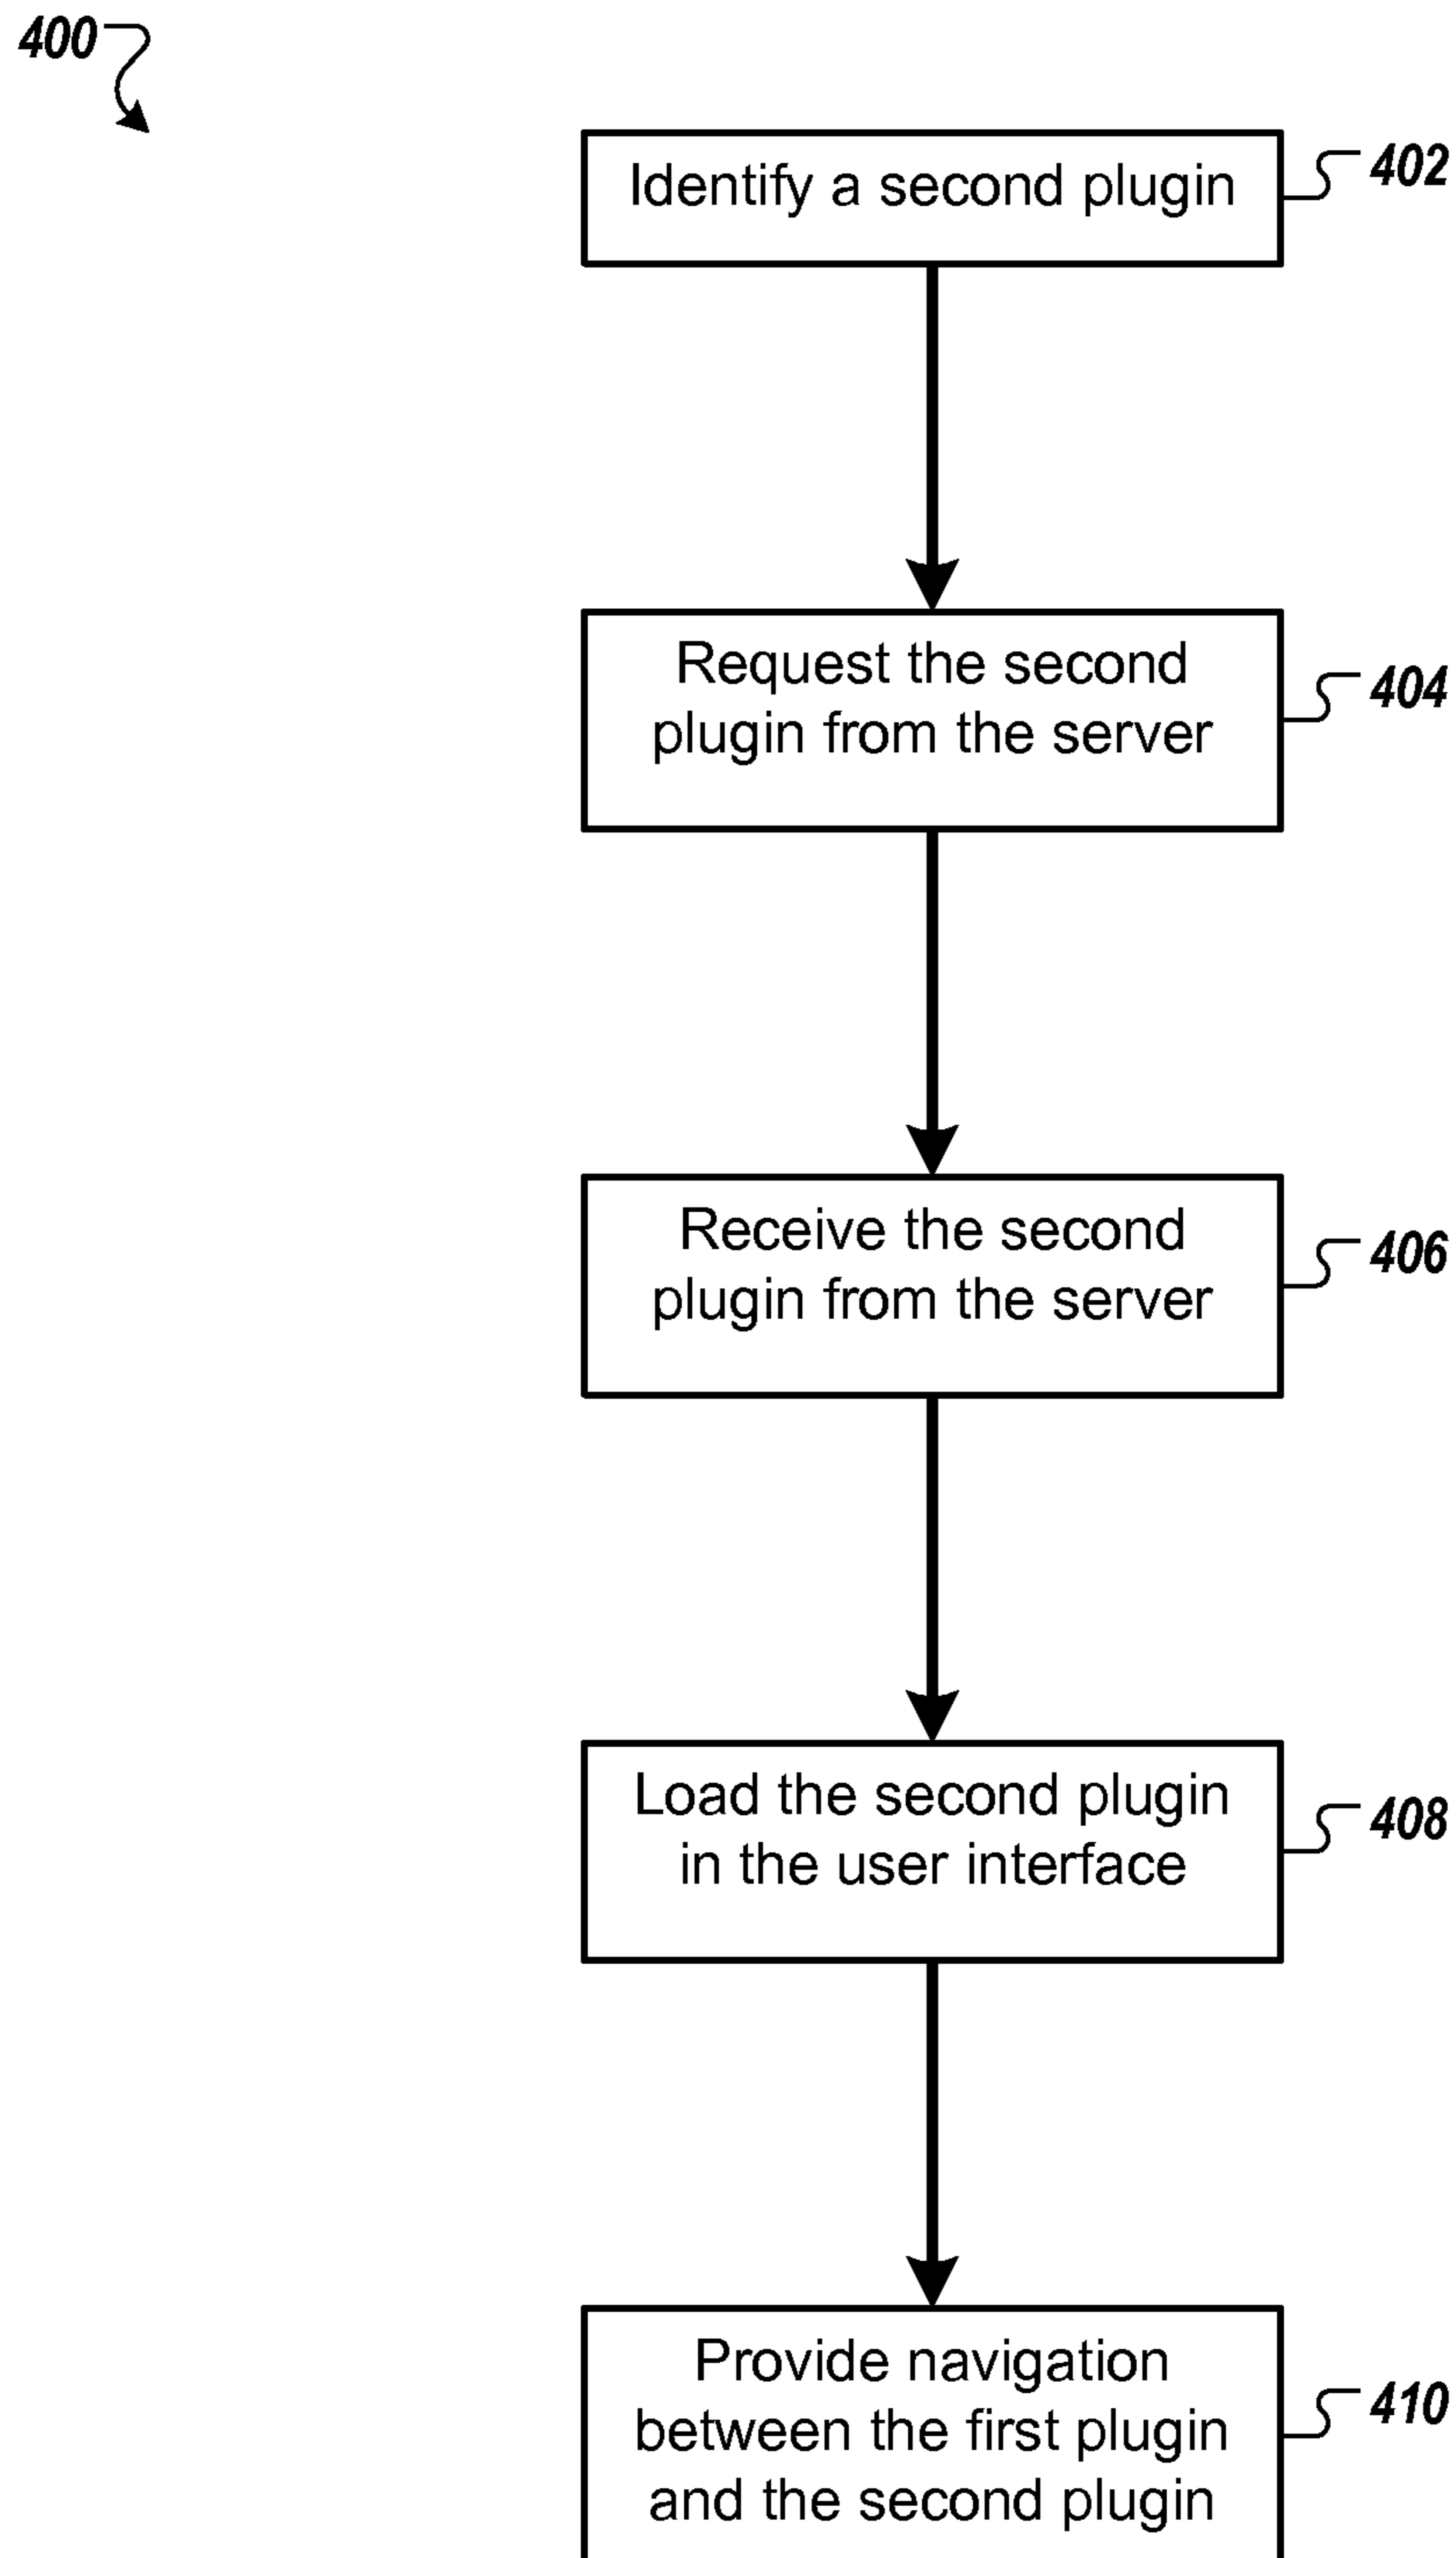 400
Identify a second plugin
402
Request the second
plugin from the server
404
Receive the second
plugin from the server
406
Load the second plugin
in the user interface
408
Provide navigation
between the first plugin
and the second plugin
410